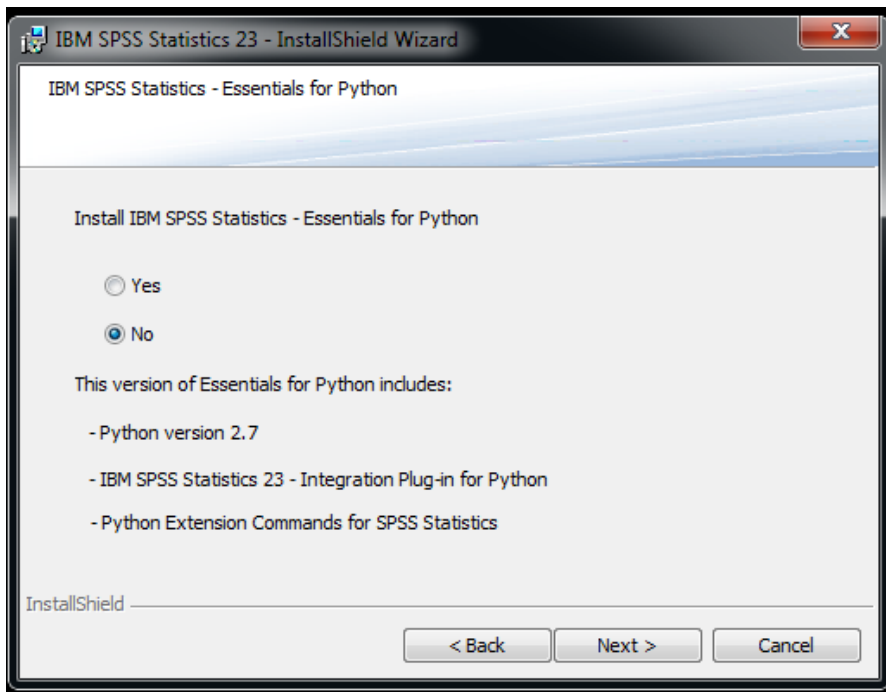 IBM SPSS Statistics 23 - InstallShield Wizard
IBM SPSS Statistics - Essentials for Python
Install IBM SPSS Statistics - Essentials for Python
Yes
No
This version of Essentials for Python includes:
- Python version 2.7
- IBM SPSS Statistics 23 - Integration Plug-in for Python
- Python Extension Commands for SPSS Statistics
InstallShield
< Back Next > Cancel